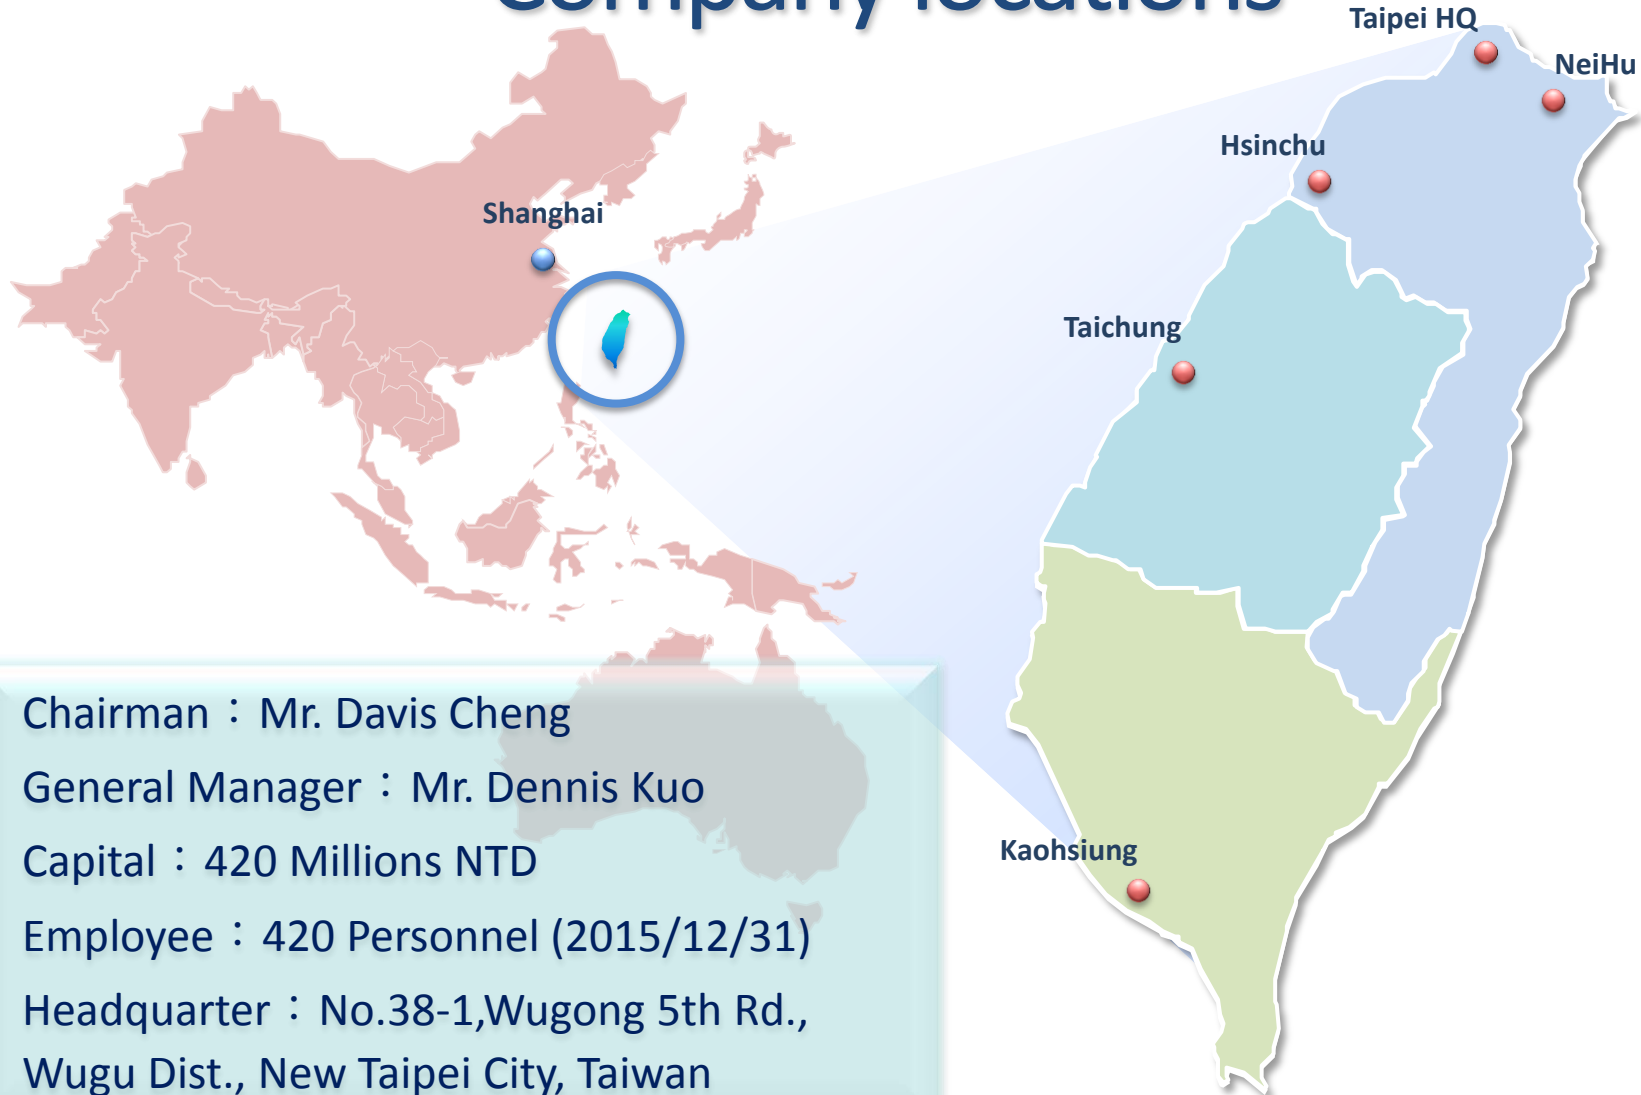 Company locations
Taipei HQ
NeiHu
Hsinchu
Shanghai
Taichung
Kaohsiung
Chairman：Mr. Davis Cheng
General Manager：Mr. Dennis Kuo
Capital：420 Millions NTD
Employee：420 Personnel (2015/12/31)
Headquarter：No.38-1,Wugong 5th Rd.,
Wugu Dist., New Taipei City, Taiwan